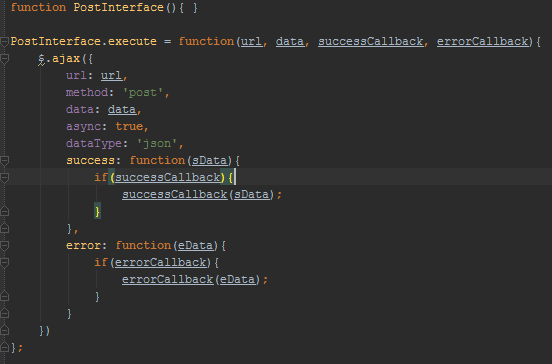 function PostInterface(){ }

PostInterface.execute = function(url, data, successCallback, errorCallback){
    $.ajax({
        url: url,
        method: 'post',
        data: data,
        async: true,
        dataType: 'json',
        success: function(sData){
            if(successCallback){
                successCallback(sData);
            }
        },
        error: function(eData){
            if(errorCallback){
                errorCallback(eData);
            }
        }
    })
};